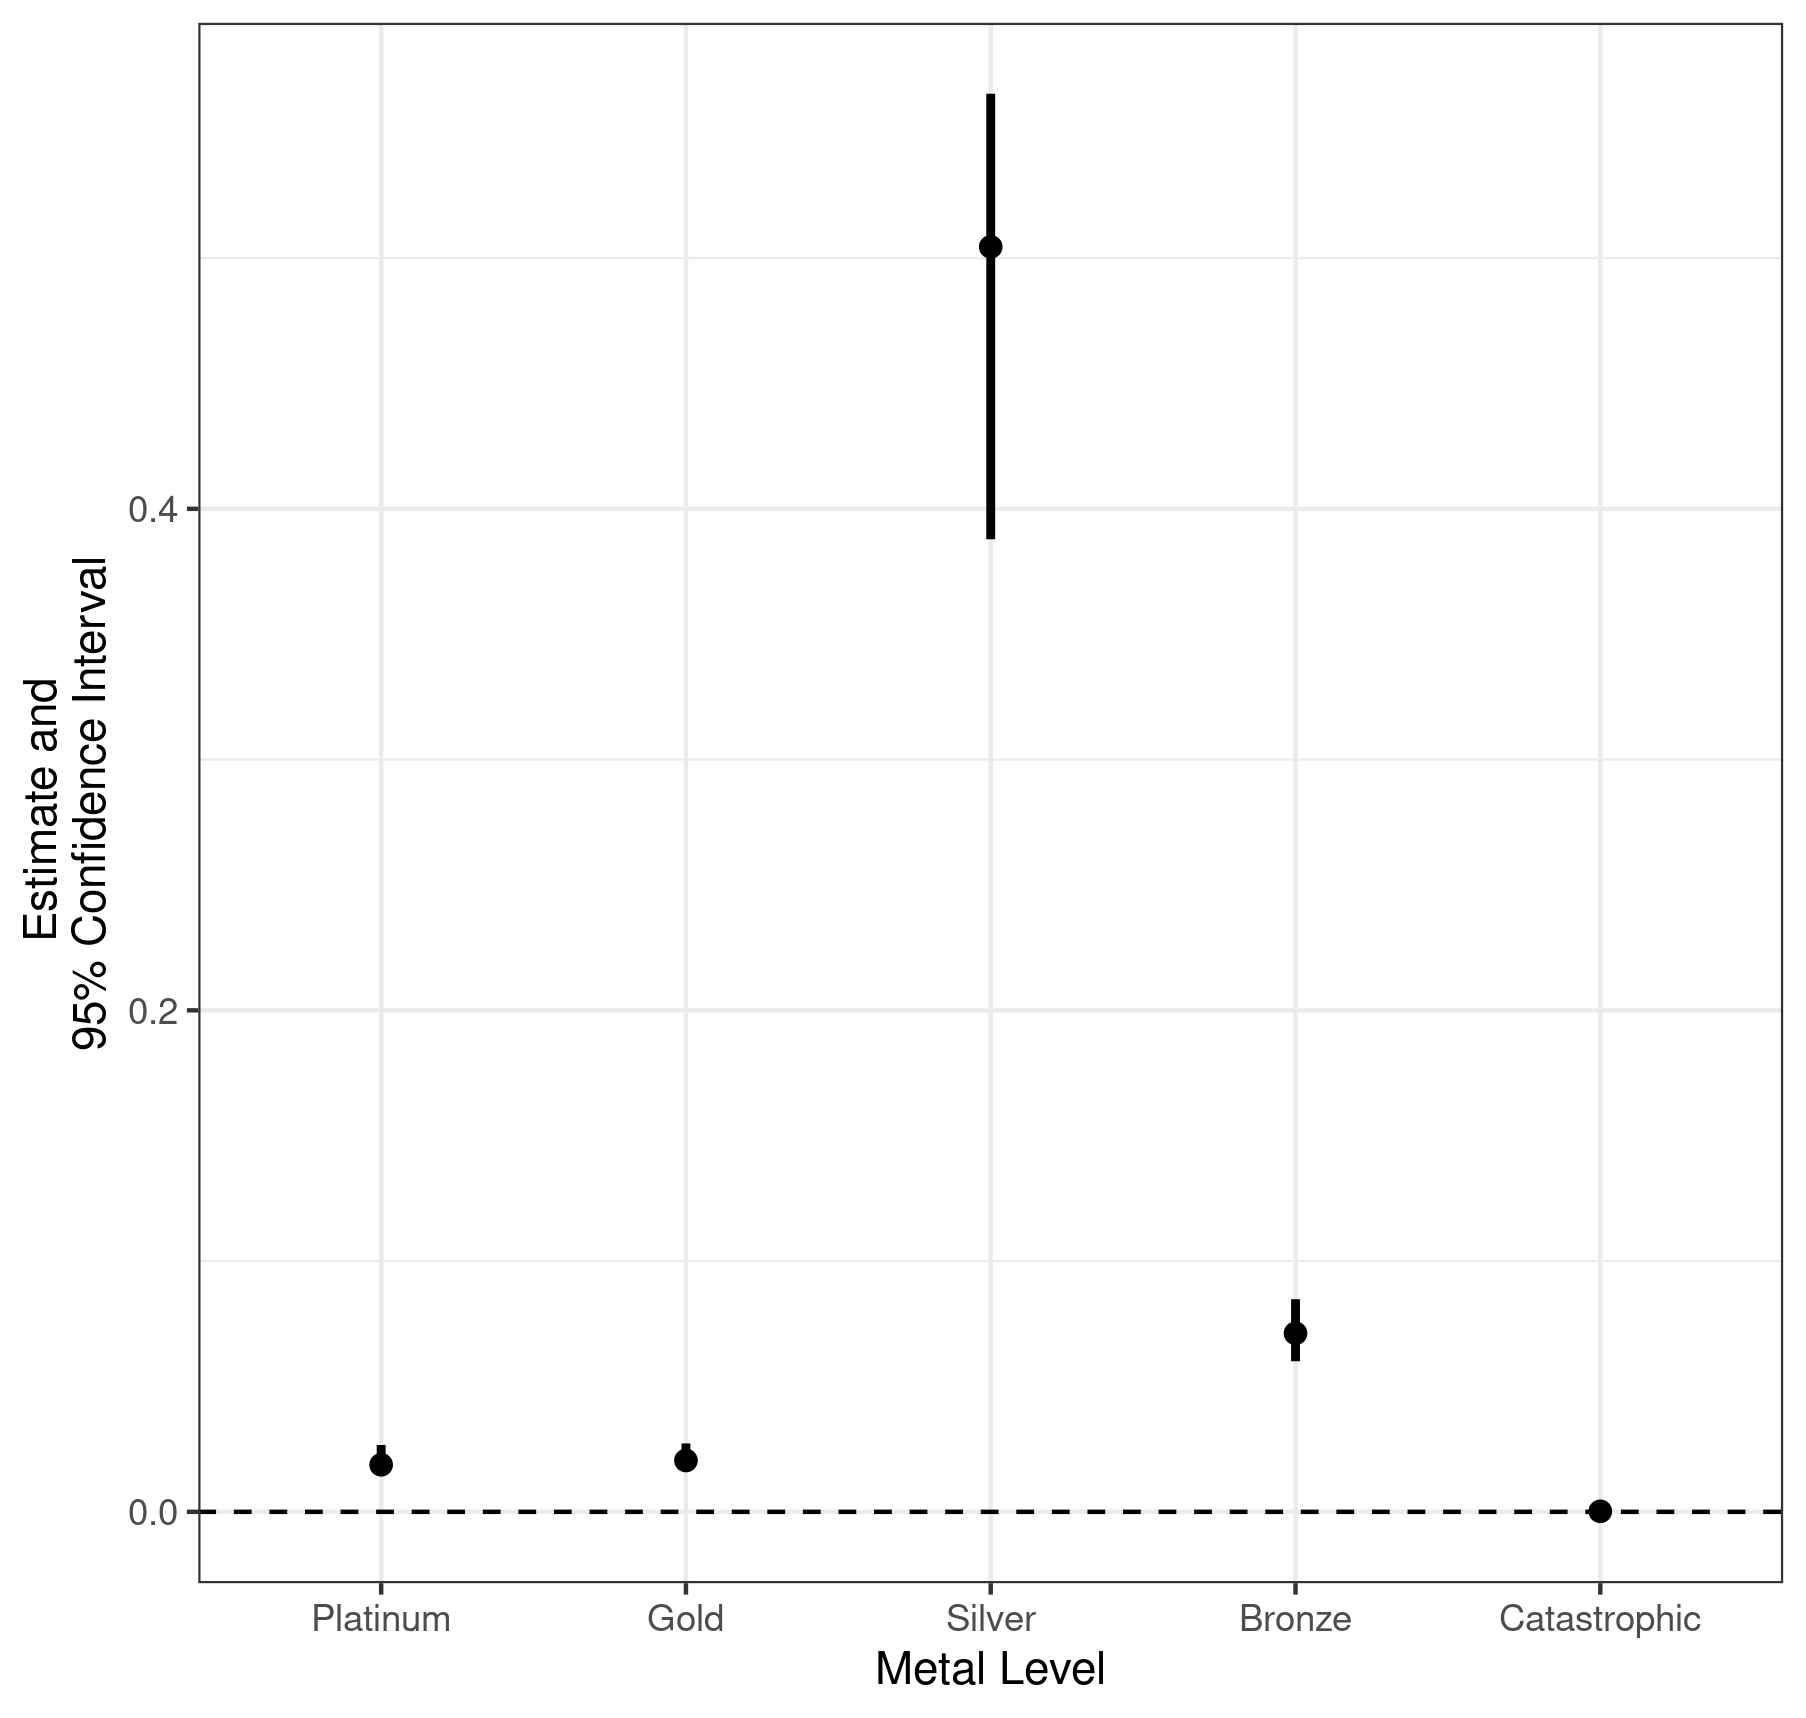 Estimate and
95% Confidence Interval
0.4
0.2
0.0
Platinum Gold Silver Bronze Catastrophic
Metal Level